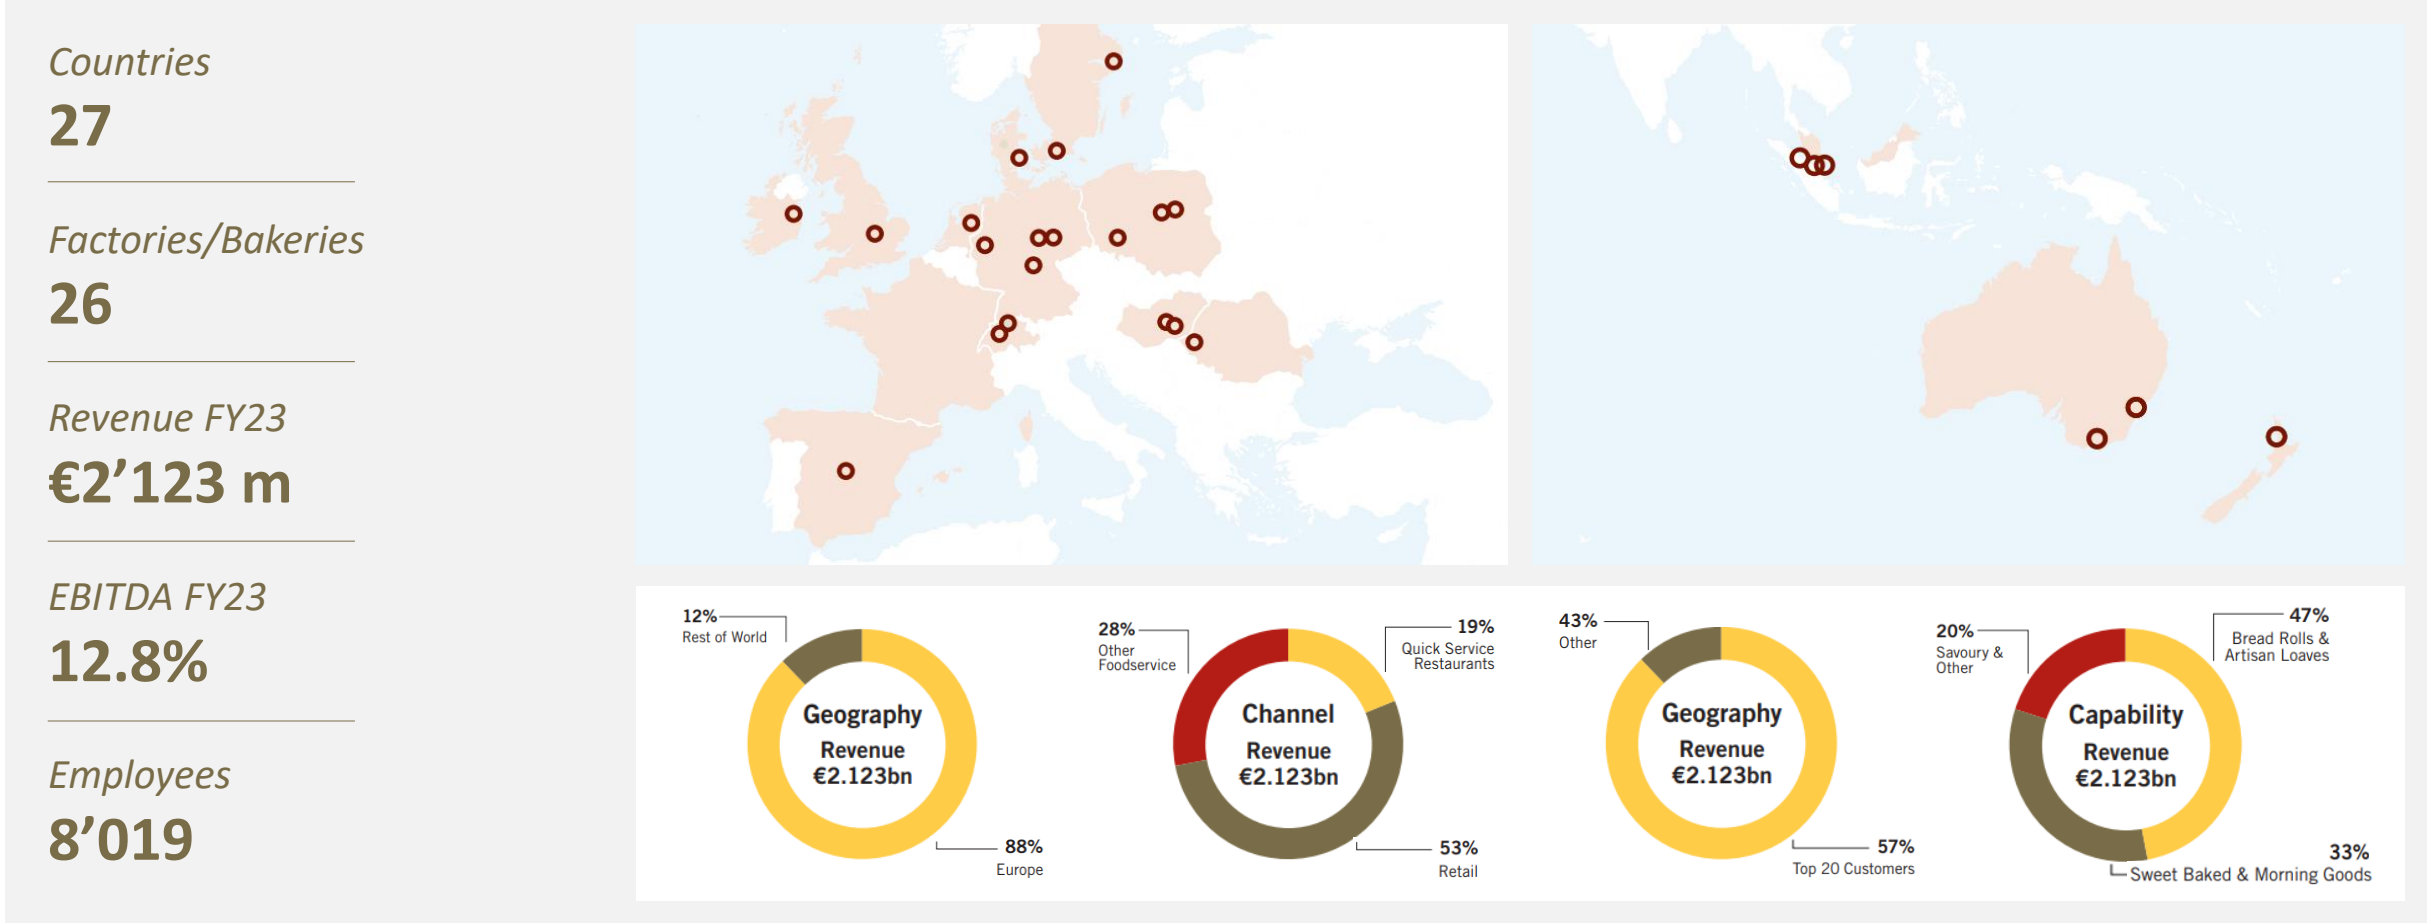 Countries
27
Factories/Bakeries
26
Revenue FY23
€2’123 m
EBITDA FY23
12.8%
Employees
8’019
12%
Rest of World
Geography
Revenue
€2.123bn
88%
Europe
28%
Other
Foodservice
19%
Quick Service
Restaurants
Channel
Revenue
€2.123bn
53%
Retail
43%
Other
Geography
Revenue
€2.123bn
57%
Top 20 Customers
20%
Savoury &
Other
47%
Bread Rolls &
Artisan Loaves
Capability
Revenue
€2.123bn
33%
Sweet Baked & Morning Goods